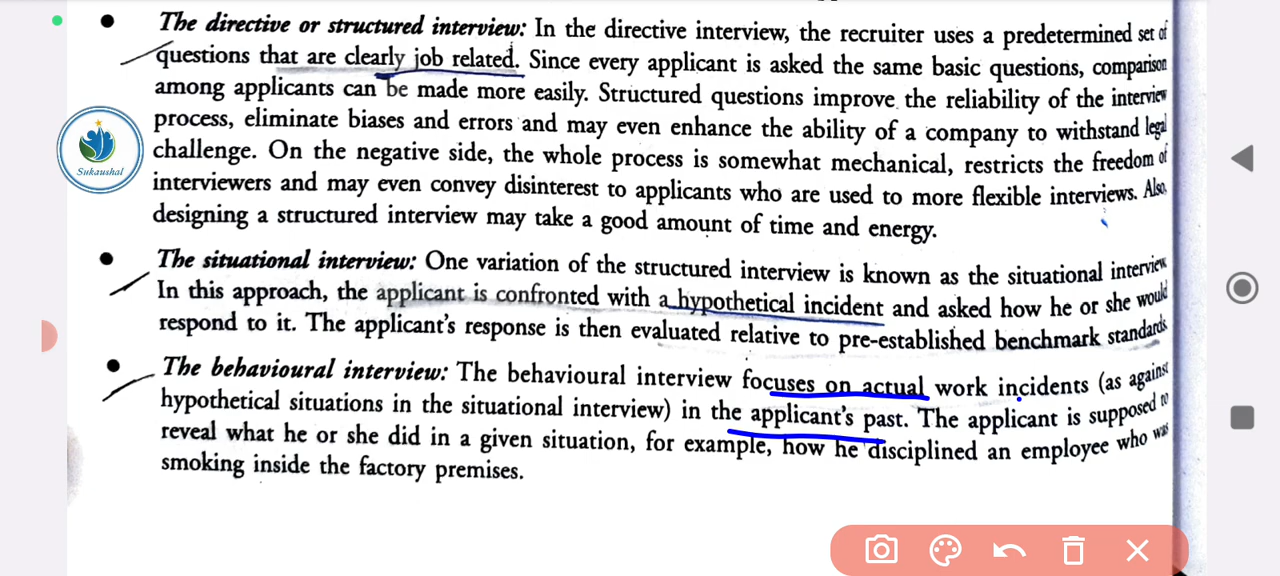 • The directive or structured interview: In the directive interview, the recruiter uses a predetermined set of
questions that are clearly job related. Since every applicant is asked the same basic questions, comparison
among applicants can be made more easily. Structured questions improve the reliability of the interview
process, eliminate biases and errors and may even enhance the ability of a company to withstand legal
challenge. On the negative side, the whole process is somewhat mechanical, restricts the freedom of
interviewers and may even convey disinterest to applicants who are used to more flexible interviews. Also,
designing a structured interview may take a good amount of time and energy.
• The situational interview: One variation of the structured interview is known as the situational interview
In this approach, the applicant is confronted with a hypothetical incident and asked how he or she would
respond to it. The applicant's response is then evaluated relative to pre-established benchmark standards.
• The behavioural interview: The behavioural interview focuses on actual work incidents (as against
hypothetical situations in the situational interview) in the applicant's past. The applicant is supposed to
reveal what he or she did in a given situation, for example, how he disciplined an employee who was
smoking inside the factory premises.
Sukaushal